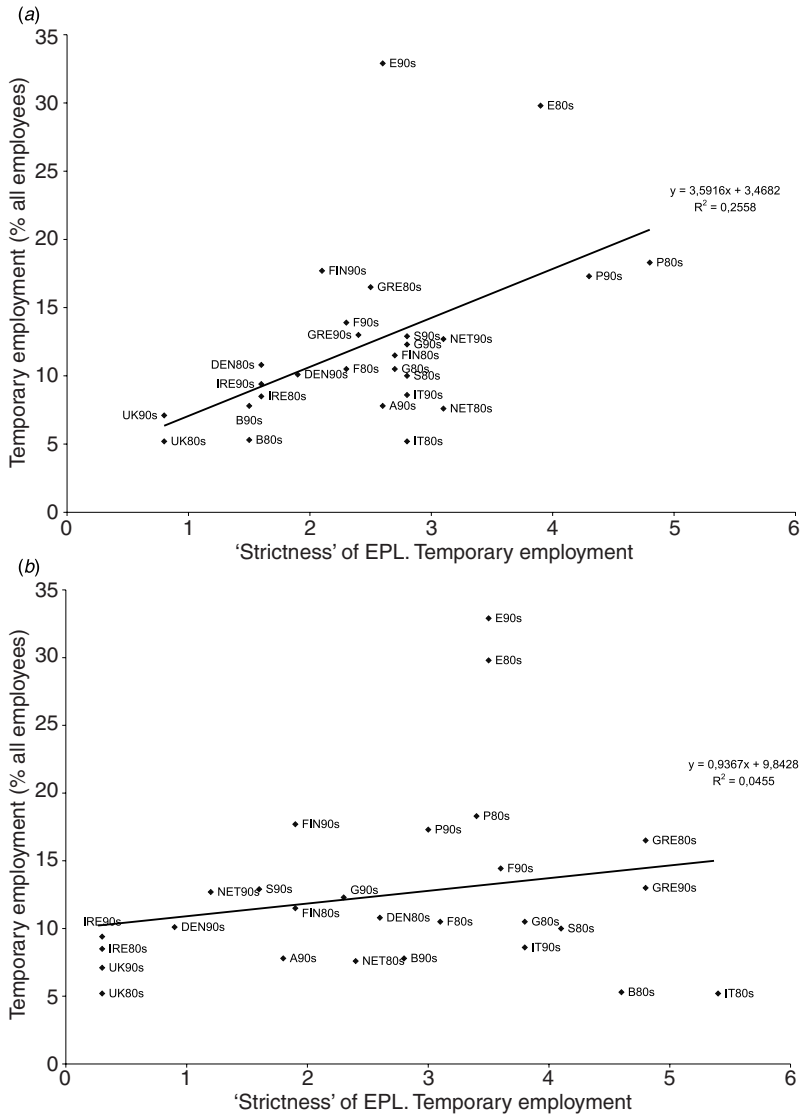 (a)
Temporary employment (% all employees)
35
30
25
20
15
10
5
0
E90s
E80s
y = 3,5916x + 3,4682
R² = 0,2558
P80s
P90s
FIN90s
GRE80s
F90s
GRE90s
S90s
NET90s
G90s
FIN80s
DEN80s
F80s
G80s
DEN90s
S80s
IRE90s
IRE80s
IT90s
A90s
NET80s
UK90s
B90s
UK80s
B80s
IT80s
0 1 2 3 4 5 6
‘Strictness’ of EPL. Temporary employment
(b)
Temporary employment (% all employees)
35
30
25
20
15
10
5
0
E90s
E80s
y = 0,9367x + 9,8428
R² = 0,0455
FIN90s
P80s
P90s
GRE80s
F90s
NET90s
S90s
G90s
GRE90s
FIN80s
IRE90s
DEN90s
DEN80s
F80s
G80s
S80s
IRE80s
IT90s
UK90s
A90s
NET80s
B90s
UK80s
B80s
IT80s
0 1 2 3 4 5 6
‘Strictness’ of EPL. Temporary employment